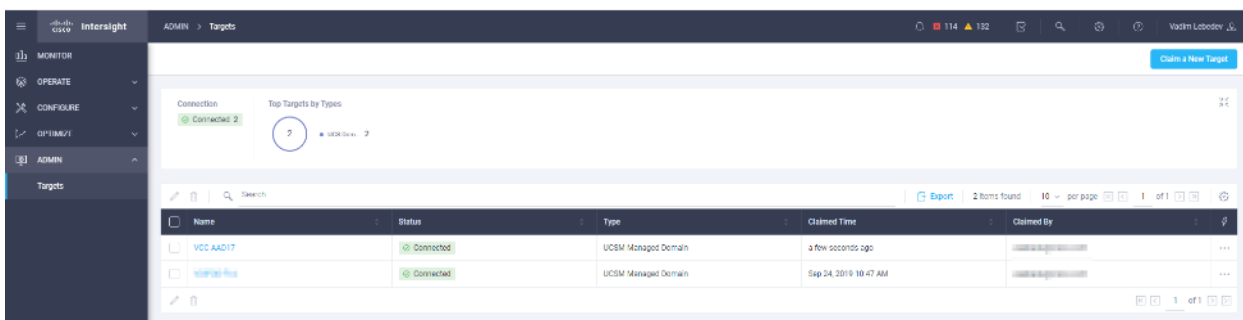 cisco Intersight ADMIN > Targets 114 132 Vadim Lebedev
MONITOR
Claim a New Target
OPERATE
CONFIGURE
OPTIMIZE
ADMIN
Targets
Connection Top Targets by Types
Connected 2
2 2
Search Export 2 items found 10 per page 1 of 1
Name Status Type Claimed Time Claimed By
VCC AAD17 Connected UCSM Managed Domain a few seconds ago
Connected UCSM Managed Domain Sep 24, 2019 10:47 AM
1 of 1